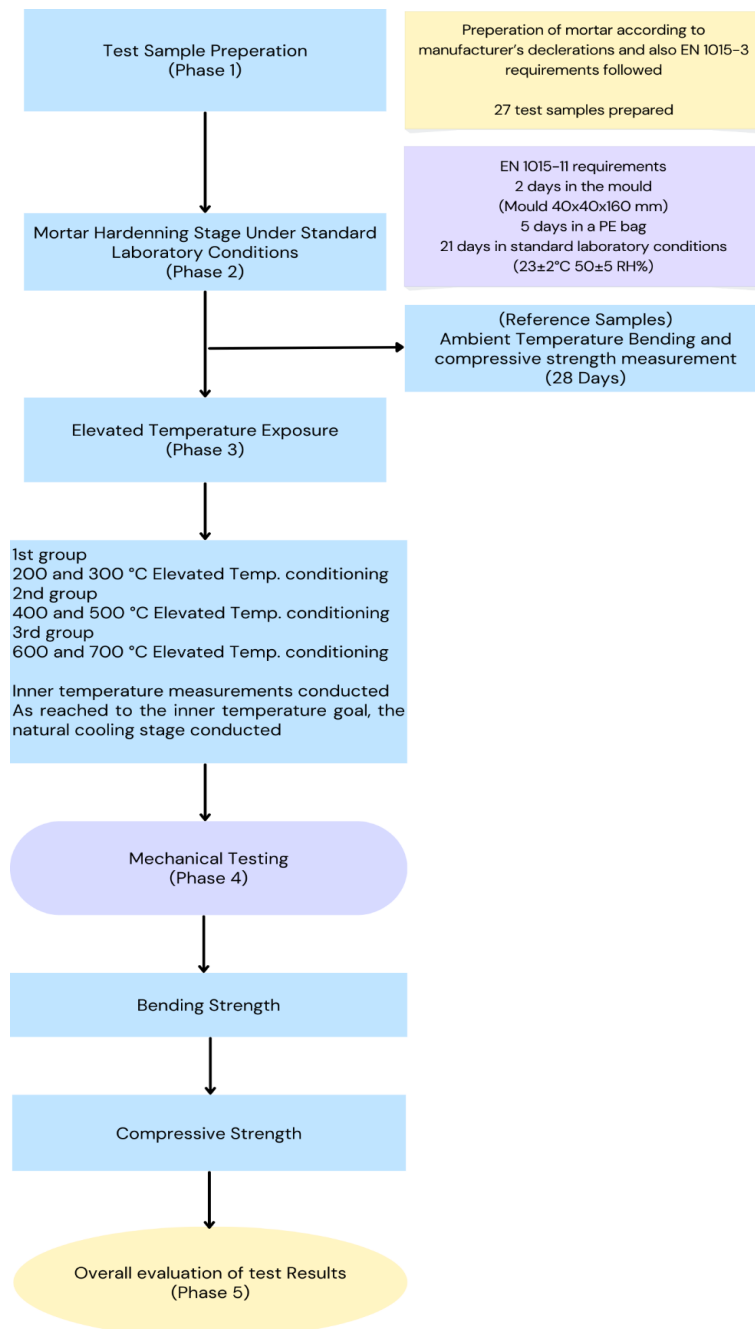 Test Sample Preperation
(Phase 1)
Preperation of mortar according to
manufacturer's declerations and also EN 1015-3
requirements followed
27 test samples prepared
EN 1015-11 requirements
2 days in the mould
(Mould 40x40x160 mm)
5 days in a PE bag
21 days in standard laboratory conditions
(23±2°C 50±5 RH%)
Mortar Hardenning Stage Under Standard
Laboratory Conditions
(Phase 2)
(Reference Samples)
Ambient Temperature Bending and
compressive strength measurement
(28 Days)
Elevated Temperature Exposure
(Phase 3)
1st group
200 and 300 °C Elevated Temp. conditioning
2nd group
400 and 500 °C Elevated Temp. conditioning
3rd group
600 and 700 °C Elevated Temp. conditioning
Inner temperature measurements conducted
As reached to the inner temperature goal, the
natural cooling stage conducted
Mechanical Testing
(Phase 4)
Bending Strength
Compressive Strength
Overall evaluation of test Results
(Phase 5)